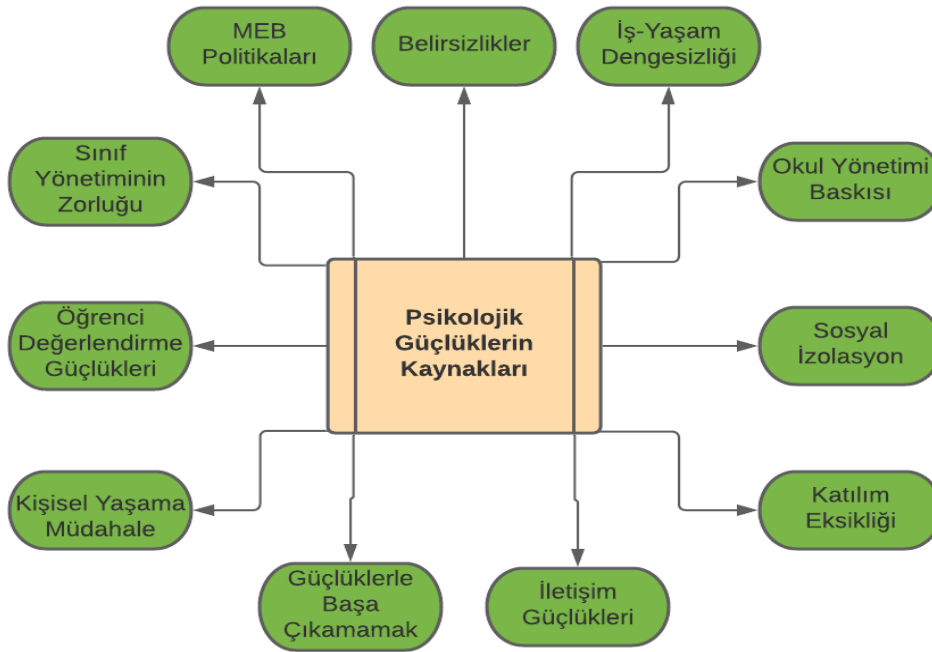 MEB
Politikaları
Belirsizlikler
İş-Yaşam
Dengesizliği
Sınıf
Yönetiminin
Zorluğu
Okul Yönetimi
Baskısı
Öğrenci
Değerlendirme
Güçlükleri
Psikolojik
Güçlüklerin
Kaynakları
Sosyal
İzolasyon
Kişisel Yaşama
Müdahale
Katılım
Eksikliği
Güçlüklerle
Başa
Çıkamamak
İletişim
Güçlükleri